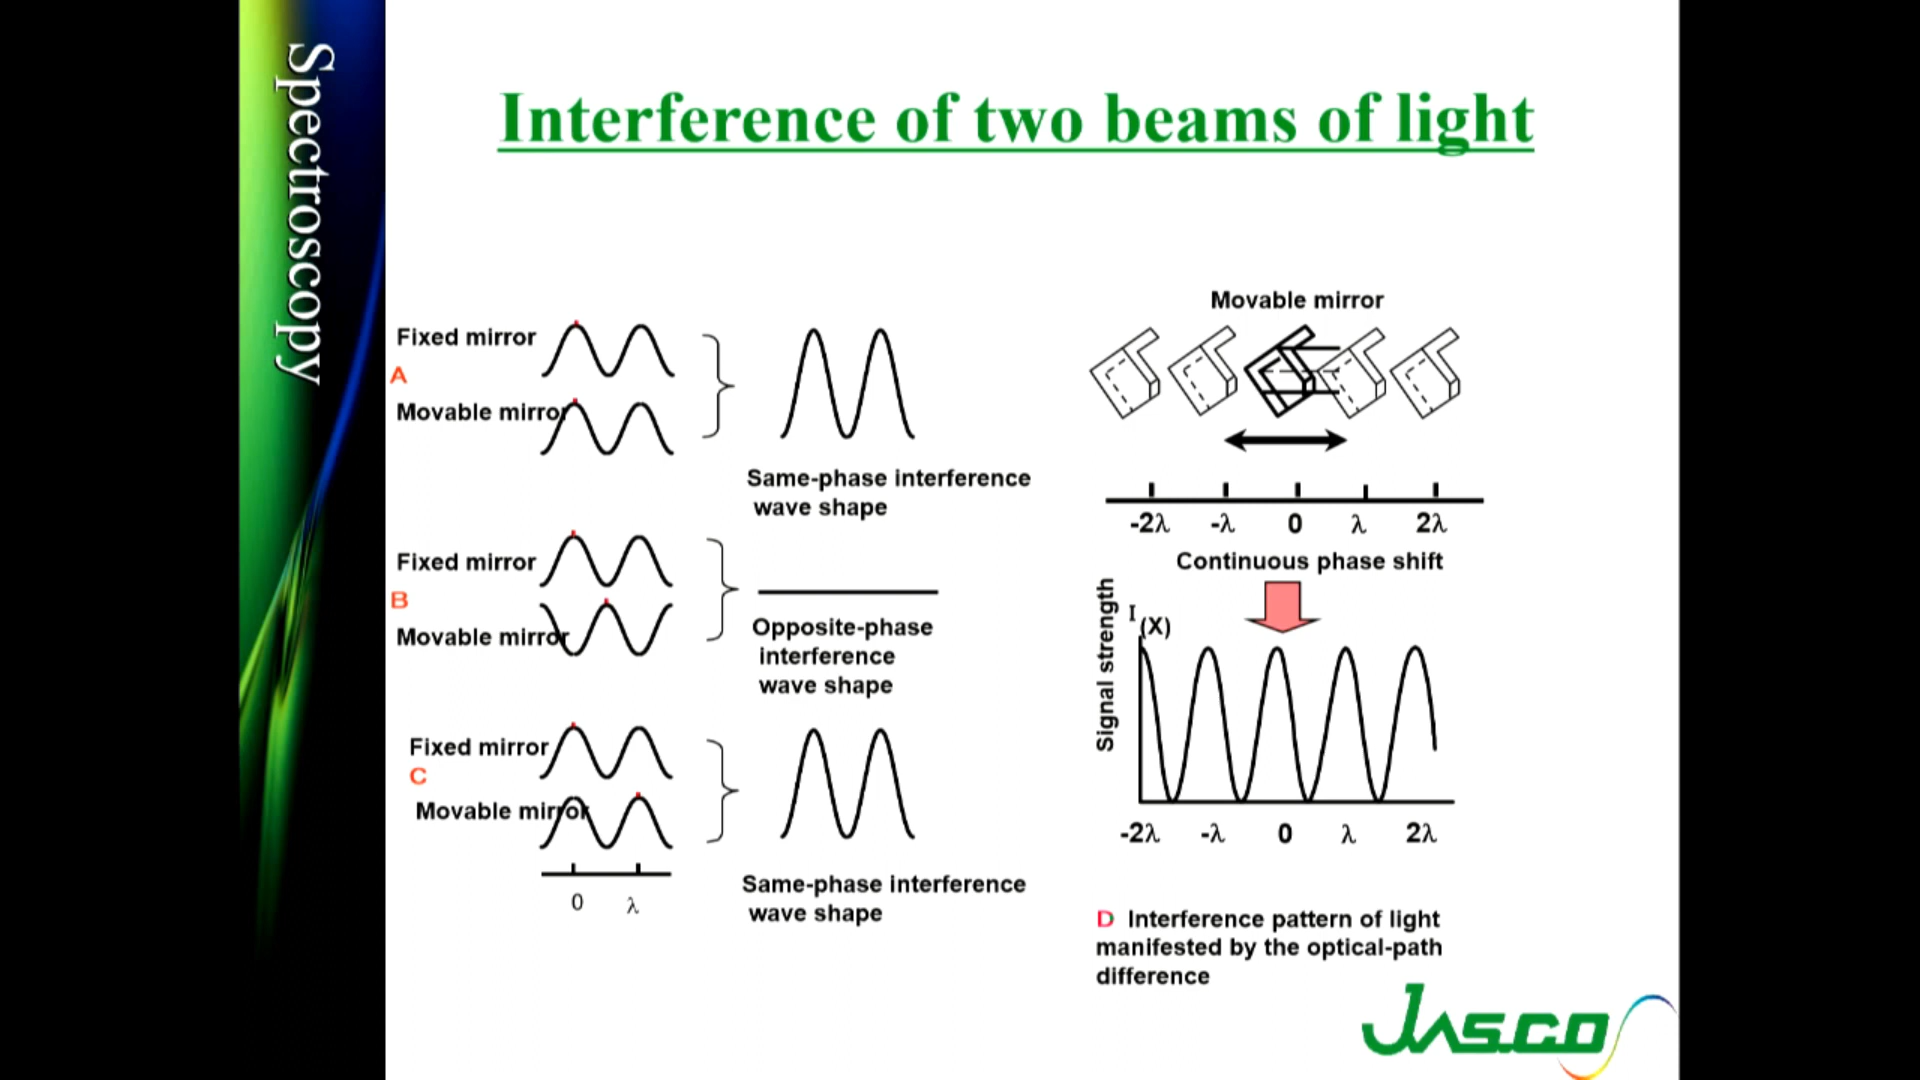 Spectroscopy
Interference of two beams of light
Fixed mirror
A
Movable mirror
Same-phase interference
wave shape
Fixed mirror
B
Movable mirror
Opposite-phase
interference
wave shape
Fixed mirror
C
Movable mirror
0 λ
Same-phase interference
wave shape
Movable mirror
-2λ -λ 0 λ 2λ
Continuous phase shift
Signal strength
I (X)
-2λ -λ 0 λ 2λ
D Interference pattern of light
manifested by the optical-path
difference
JASCO